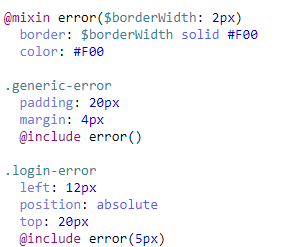 @mixin error($borderWidth: 2px)
  border: $borderWidth solid #F00
  color: #F00

.generic-error
  padding: 20px
  margin: 4px
  @include error()

.login-error
  left: 12px
  position: absolute
  top: 20px
  @include error(5px)